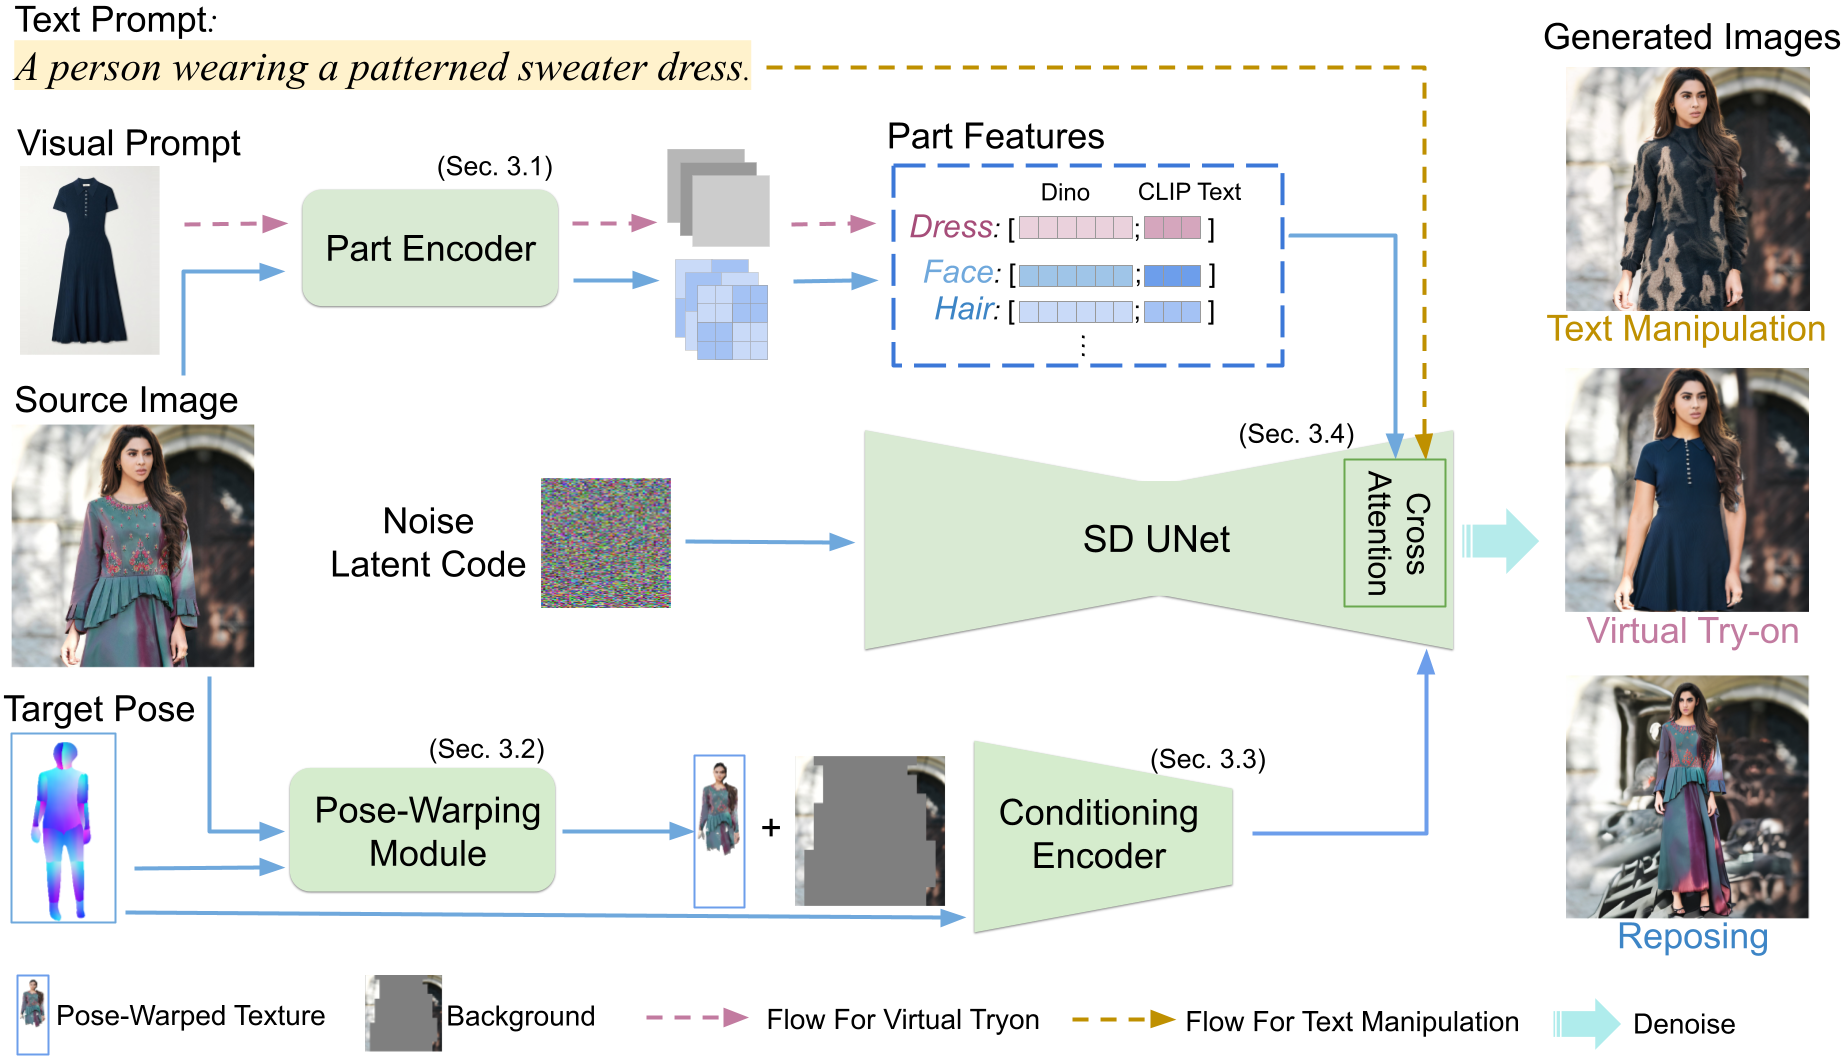 Text Prompt:
A person wearing a patterned sweater dress.
Generated Images
Visual Prompt
(Sec. 3.1)
Part Encoder
Part Features
Dino
CLIP Text
Dress: [ ; ]
Face: [ ; ]
Hair: [ ; ]
⋮
Text Manipulation
Source Image
Noise
Latent Code
(Sec. 3.4)
SD UNet
Cross
Attention
Virtual Try-on
Target Pose
(Sec. 3.2)
Pose-Warping
Module
+
(Sec. 3.3)
Conditioning
Encoder
Reposing
Pose-Warped Texture
Background
Flow For Virtual Tryon
Flow For Text Manipulation
Denoise